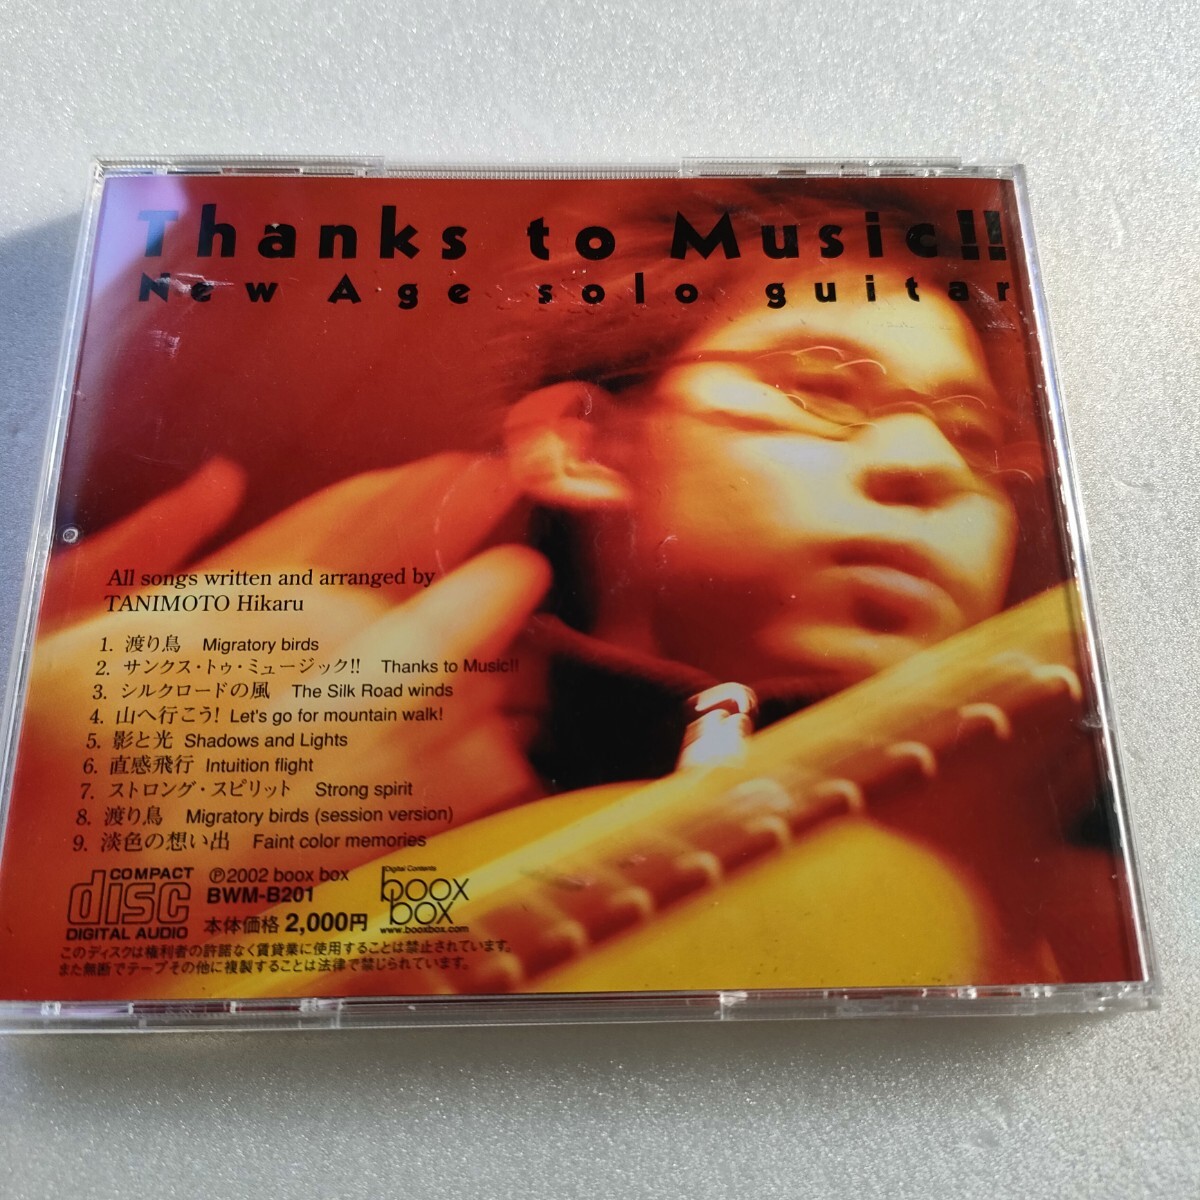 Thanks to Music!!
New Age solo guitar
All songs written and arranged by
TANIMOTO Hikaru
1. 渡り鳥 Migratory birds
2. サンクス・トゥ・ミュージック!! Thanks to Music!!
3. シルクロードの風 The Silk Road winds
4. 山へ行こう! Let's go for mountain walk!
5. 影と光 Shadows and Lights
6. 直感飛行 Intuition flight
7. ストロング・スピリット Strong spirit
8. 渡り鳥 Migratory birds (session version)
9. 淡色の想い出 Faint color memories
COMPACT
disc
DIGITAL AUDIO
℗2002 boox box
BWM-B201
本体価格 2,000円
Digital Contents
boox
box
www.booxbox.com
このディスクは権利者の許諾なく賃貸業に使用することは禁止されています。
また無断でテープその他に複製することは法律で禁じられています。